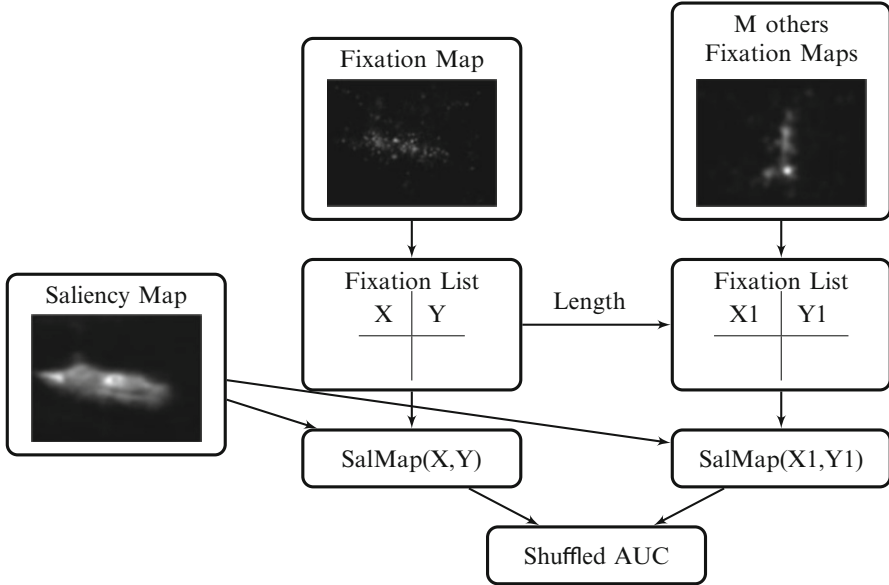 Fixation Map
M others
Fixation Maps
Saliency Map
Fixation List
X Y
Length
Fixation List
X1 Y1
SalMap(X,Y)
SalMap(X1,Y1)
Shuffled AUC